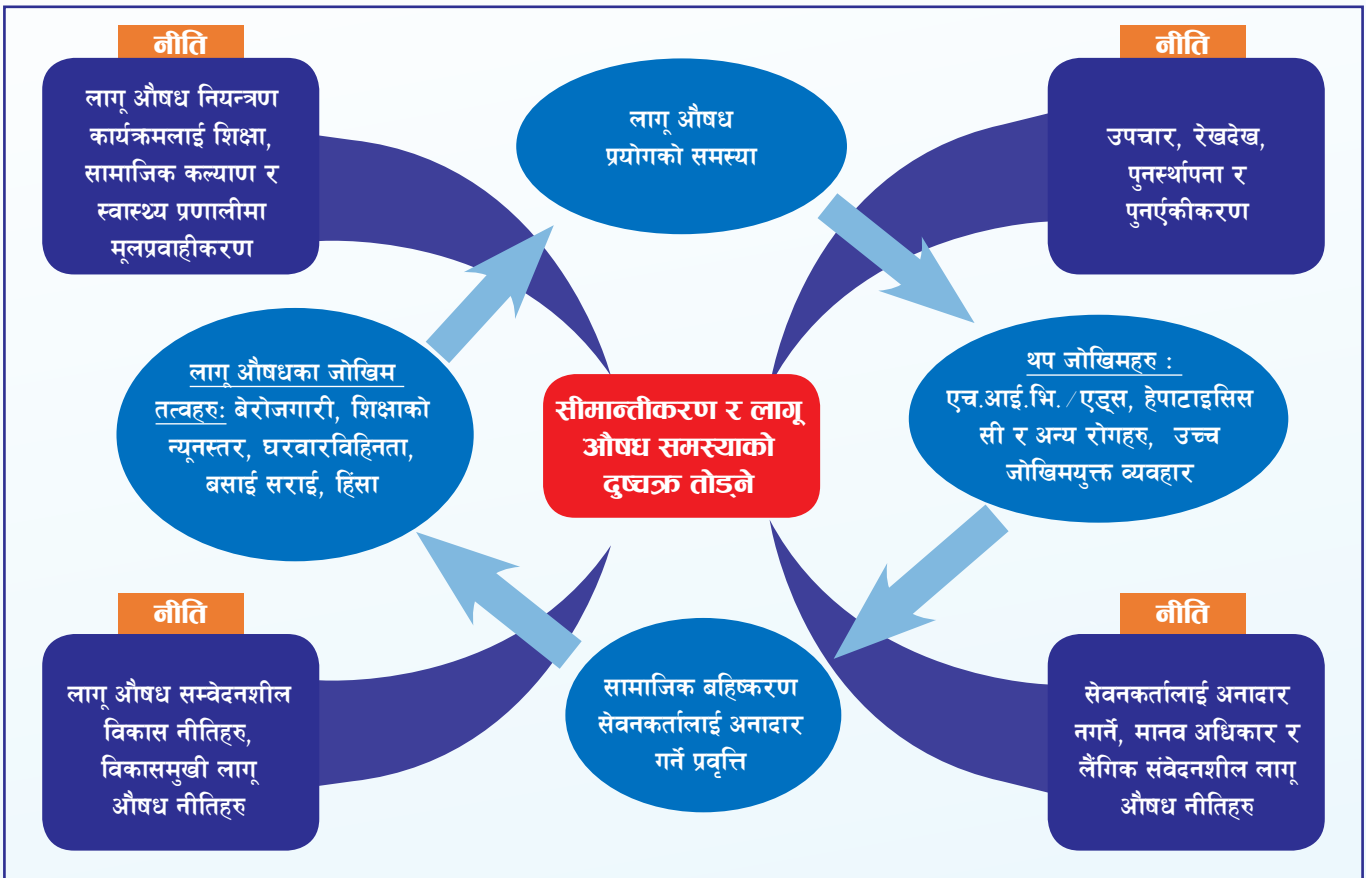 नीति
लागू औषध नियन्त्रण
कार्यक्रमलाई शिक्षा,
सामाजिक कल्याण र
स्वास्थ्य प्रणालीमा
मूलप्रवाहीकरण
लागू औषध
प्रयोगको समस्या
नीति
उपचार, रेखदेख,
पुनर्स्थापना र
पुनर्एकीकरण
लागू औषधका जोखिम
तत्वहरु: बेरोजगारी, शिक्षाको
न्यूनस्तर, घरवारविहिनता,
बसाई सराई, हिंसा
सीमान्तीकरण र लागू
औषध समस्याको
दुष्चक्र तोड्ने
थप जोखिमहरु :
एच.आई.भि. ⁄एड्स, हेपाटाइसिस
सी र अन्य रोगहरु, उच्च
जोखिमयुक्त व्यवहार
नीति
लागू औषध सम्वेदनशील
विकास नीतिहरु,
विकासमुखी लागू
औषध नीतिहरु
सामाजिक बहिष्करण
सेवनकर्तालाई अनादार
गर्ने प्रवृत्ति
नीति
सेवनकर्तालाई अनादार
नगर्ने, मानव अधिकार र
लैंगिक संवेदनशील लागू
औषध नीतिहरु